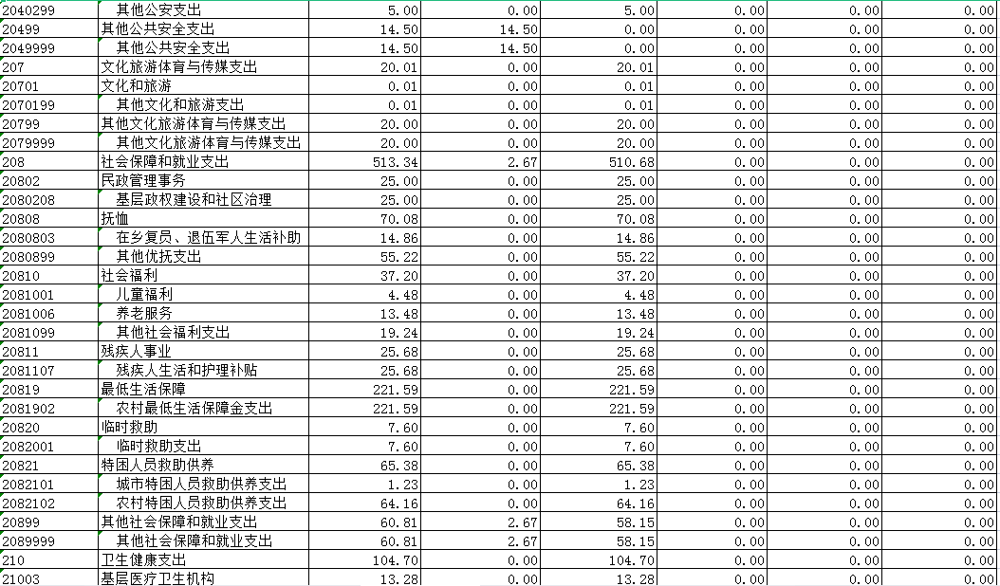 2040299 其他公安支出 5.00 0.00 5.00 0.00 0.00 0.00
20499 其他公共安全支出 14.50 14.50 0.00 0.00 0.00 0.00
2049999 其他公共安全支出 14.50 14.50 0.00 0.00 0.00 0.00
207 文化旅游体育与传媒支出 20.01 0.00 20.01 0.00 0.00 0.00
20701 文化和旅游 0.01 0.00 0.01 0.00 0.00 0.00
2070199 其他文化和旅游支出 0.01 0.00 0.01 0.00 0.00 0.00
20799 其他文化旅游体育与传媒支出 20.00 0.00 20.00 0.00 0.00 0.00
2079999 其他文化旅游体育与传媒支出 20.00 0.00 20.00 0.00 0.00 0.00
208 社会保障和就业支出 513.34 2.67 510.68 0.00 0.00 0.00
20802 民政管理事务 25.00 0.00 25.00 0.00 0.00 0.00
2080208 基层政权建设和社区治理 25.00 0.00 25.00 0.00 0.00 0.00
20808 抚恤 70.08 0.00 70.08 0.00 0.00 0.00
2080803 在乡复员、退伍军人生活补助 14.86 0.00 14.86 0.00 0.00 0.00
2080899 其他优抚支出 55.22 0.00 55.22 0.00 0.00 0.00
20810 社会福利 37.20 0.00 37.20 0.00 0.00 0.00
2081001 儿童福利 4.48 0.00 4.48 0.00 0.00 0.00
2081006 养老服务 13.48 0.00 13.48 0.00 0.00 0.00
2081099 其他社会福利支出 19.24 0.00 19.24 0.00 0.00 0.00
20811 残疾人事业 25.68 0.00 25.68 0.00 0.00 0.00
2081107 残疾人生活和护理补贴 25.68 0.00 25.68 0.00 0.00 0.00
20819 最低生活保障 221.59 0.00 221.59 0.00 0.00 0.00
2081902 农村最低生活保障金支出 221.59 0.00 221.59 0.00 0.00 0.00
20820 临时救助 7.60 0.00 7.60 0.00 0.00 0.00
2082001 临时救助支出 7.60 0.00 7.60 0.00 0.00 0.00
20821 特困人员救助供养 65.38 0.00 65.38 0.00 0.00 0.00
2082101 城市特困人员救助供养支出 1.23 0.00 1.23 0.00 0.00 0.00
2082102 农村特困人员救助供养支出 64.16 0.00 64.16 0.00 0.00 0.00
20899 其他社会保障和就业支出 60.81 2.67 58.15 0.00 0.00 0.00
2089999 其他社会保障和就业支出 60.81 2.67 58.15 0.00 0.00 0.00
210 卫生健康支出 104.70 0.00 104.70 0.00 0.00 0.00
21003 基层医疗卫生机构 13.28 0.00 13.28 0.00 0.00 0.00